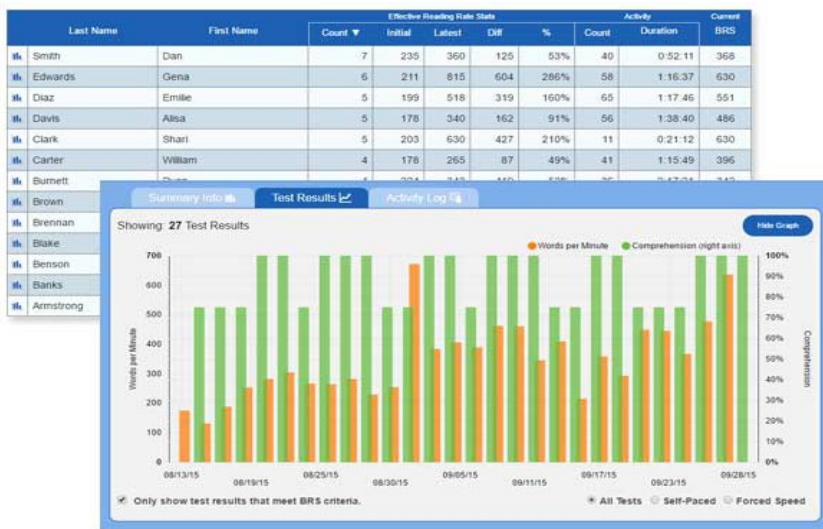 Effective Reading Rate Stats Activity Current
Last Name First Name Count ▼ Initial Latest Diff % Count Duration BRS
Smith Dan 7 235 360 125 53% 40 0:52:11 368
Edwards Gena 6 211 815 604 286% 58 1:16:37 630
Diaz Emilie 5 199 518 319 160% 65 1:17:46 551
Davis Alisa 5 178 340 162 91% 56 1:38:40 486
Clark Shari 5 203 630 427 210% 11 0:21:12 630
Carter William 4 178 265 87 49% 41 1:15:49 396
Burnett
Brown
Brennan
Blake
Benson
Banks
Armstrong
Summary Info Test Results Activity Log
Showing: 27 Test Results
Hide Graph
Words per Minute Comprehension (right axis)
700 100%
90%
600
80%
500 70%
60%
400
50%
300 40%
200 30%
20%
100
10%
0 0%
Words per Minute
Comprehension
08/13/15 08/19/15 08/25/15 08/30/15 09/05/15 09/11/15 09/17/15 09/23/15 09/28/15
Only show test results that meet BRS criteria. All Tests Self-Paced Forced Speed